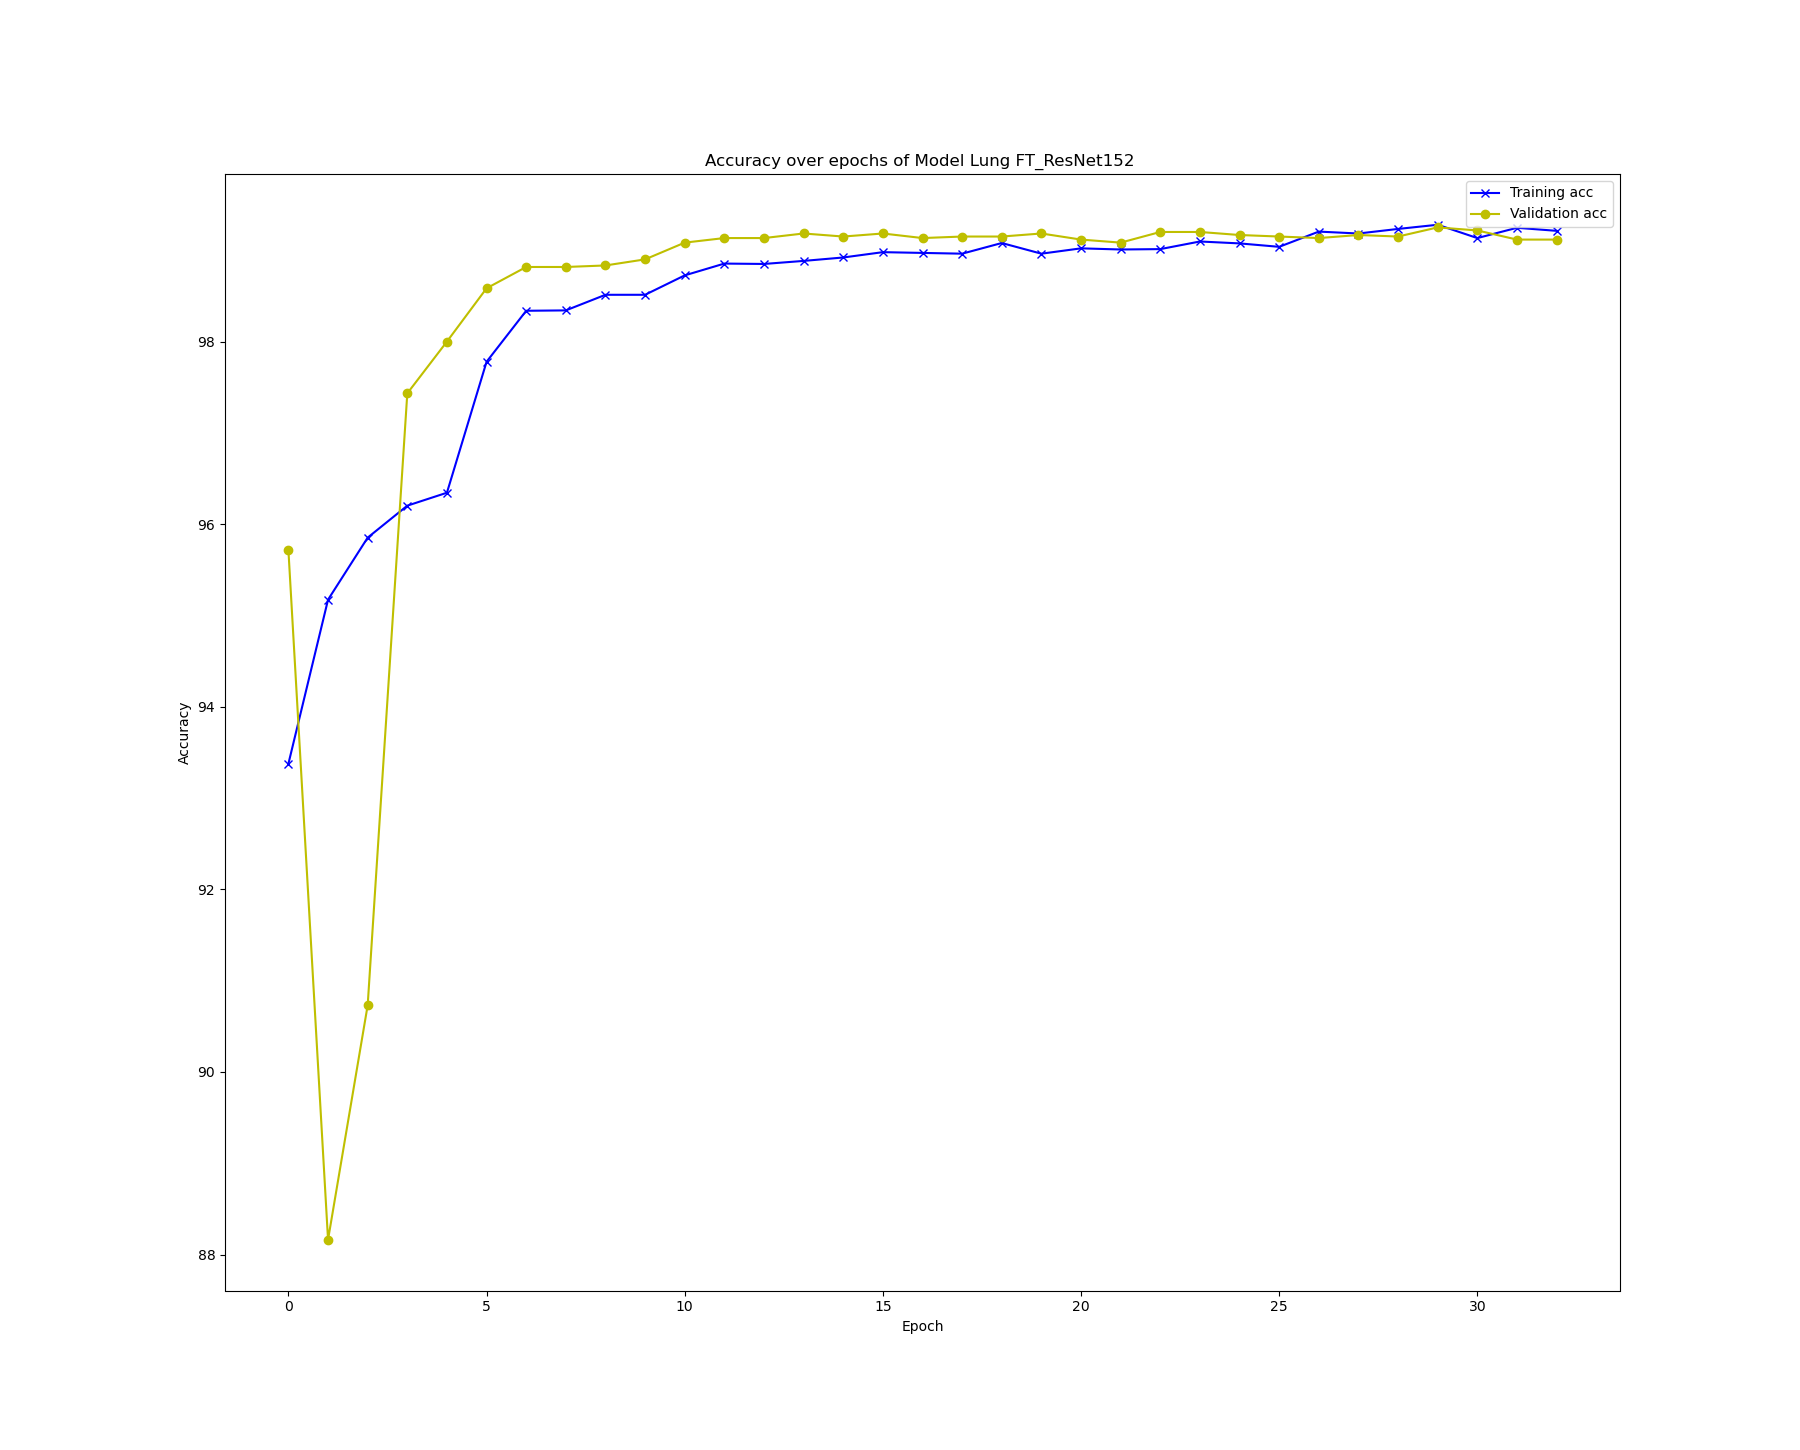 Accuracy over epochs of Model Lung FT_ResNet152
Training acc
Validation acc
98
96
94
92
90
88
Accuracy
0 5 10 15 20 25 30
Epoch